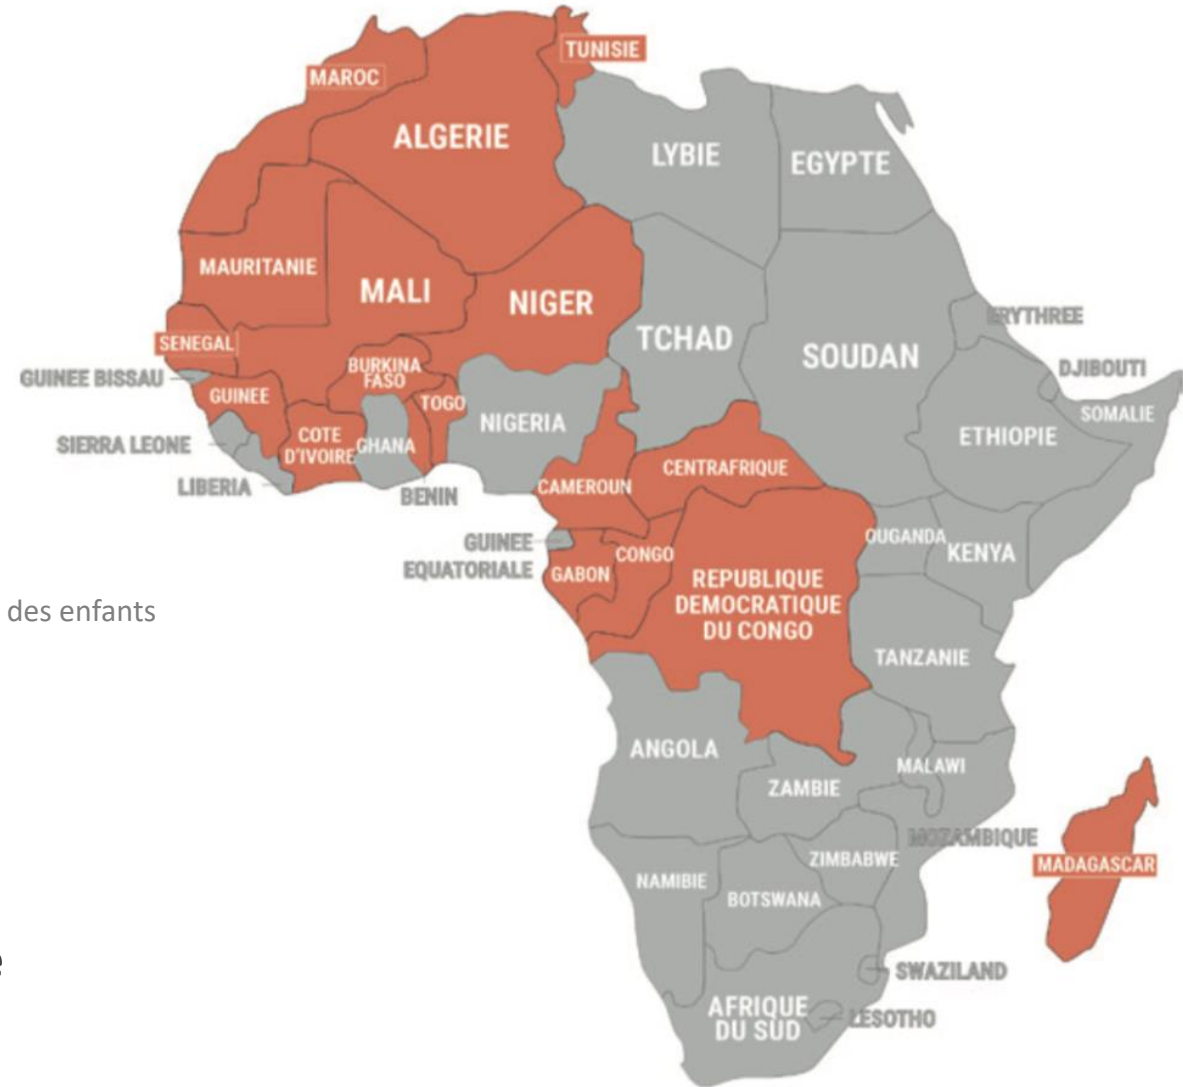 TUNISIE
MAROC
ALGERIE
LYBIE
EGYPTE
MAURITANIE
MALI
NIGER
TCHAD
SOUDAN
ERYTHREE
SENEGAL
BURKINA
FASO
DJIBOUTI
GUINEE BISSAU
GUINEE
TOGO
NIGERIA
SOMALIE
SIERRA LEONE
COTE
D'IVOIRE
GHANA
ETHIOPIE
CENTRAFRIQUE
LIBERIA
BENIN
CAMEROUN
GUINEE
EQUATORIALE
GABON
CONGO
OUGANDA
KENYA
REPUBLIQUE
DEMOCRATIQUE
DU CONGO
des enfants
TANZANIE
ANGOLA
ZAMBIE
MALAWI
MOZAMBIQUE
ZIMBABWE
MADAGASCAR
NAMIBIE
BOTSWANA
e
SWAZILAND
AFRIQUE
DU SUD
LESOTHO